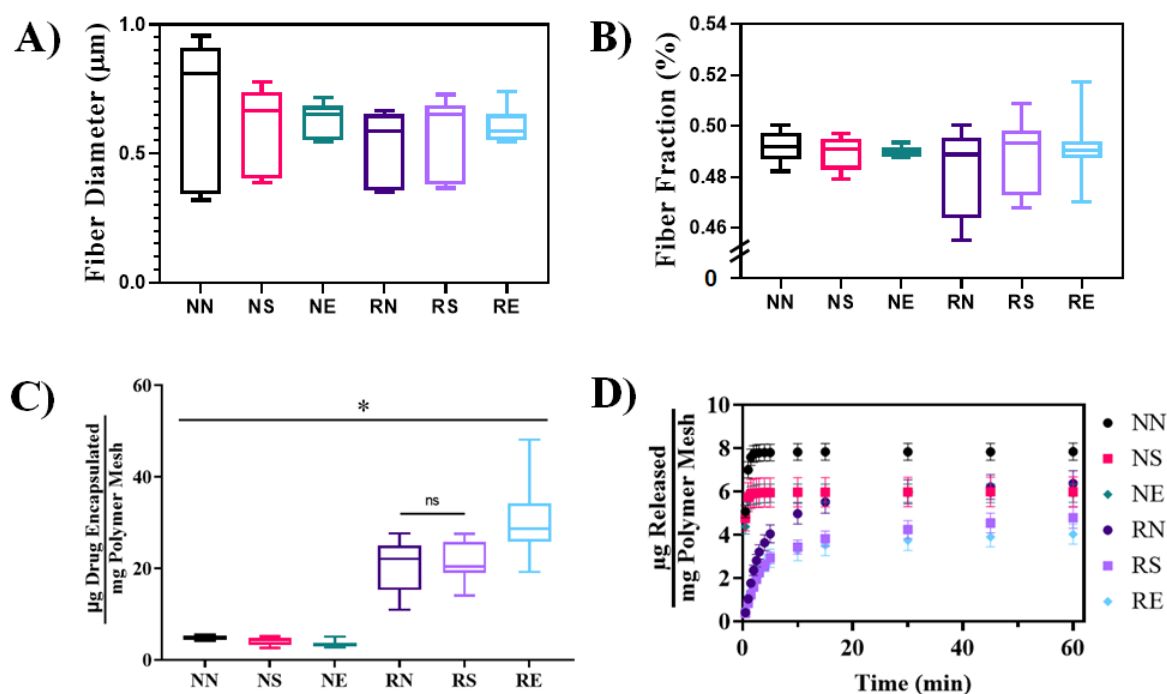 A)
Fiber Diameter (μm)
1.0
0.5
0.0
NN NS NE RN RS RE
B)
Fiber Fraction (%)
0.54
0.52
0.50
0.48
0.46
0
NN NS NE RN RS RE
C)
μg Drug Encapsulated
mg Polymer Mesh
60
40
20
0
*
ns
NN NS NE RN RS RE
D)
μg Released
mg Polymer Mesh
10
8
6
4
2
0
0 20 40 60
Time (min)
NN
NS
NE
RN
RS
RE